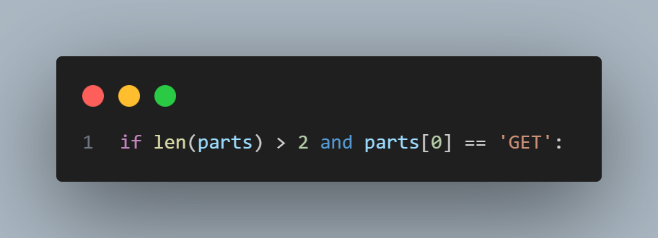 1 if len(parts) > 2 and parts[0] == 'GET':